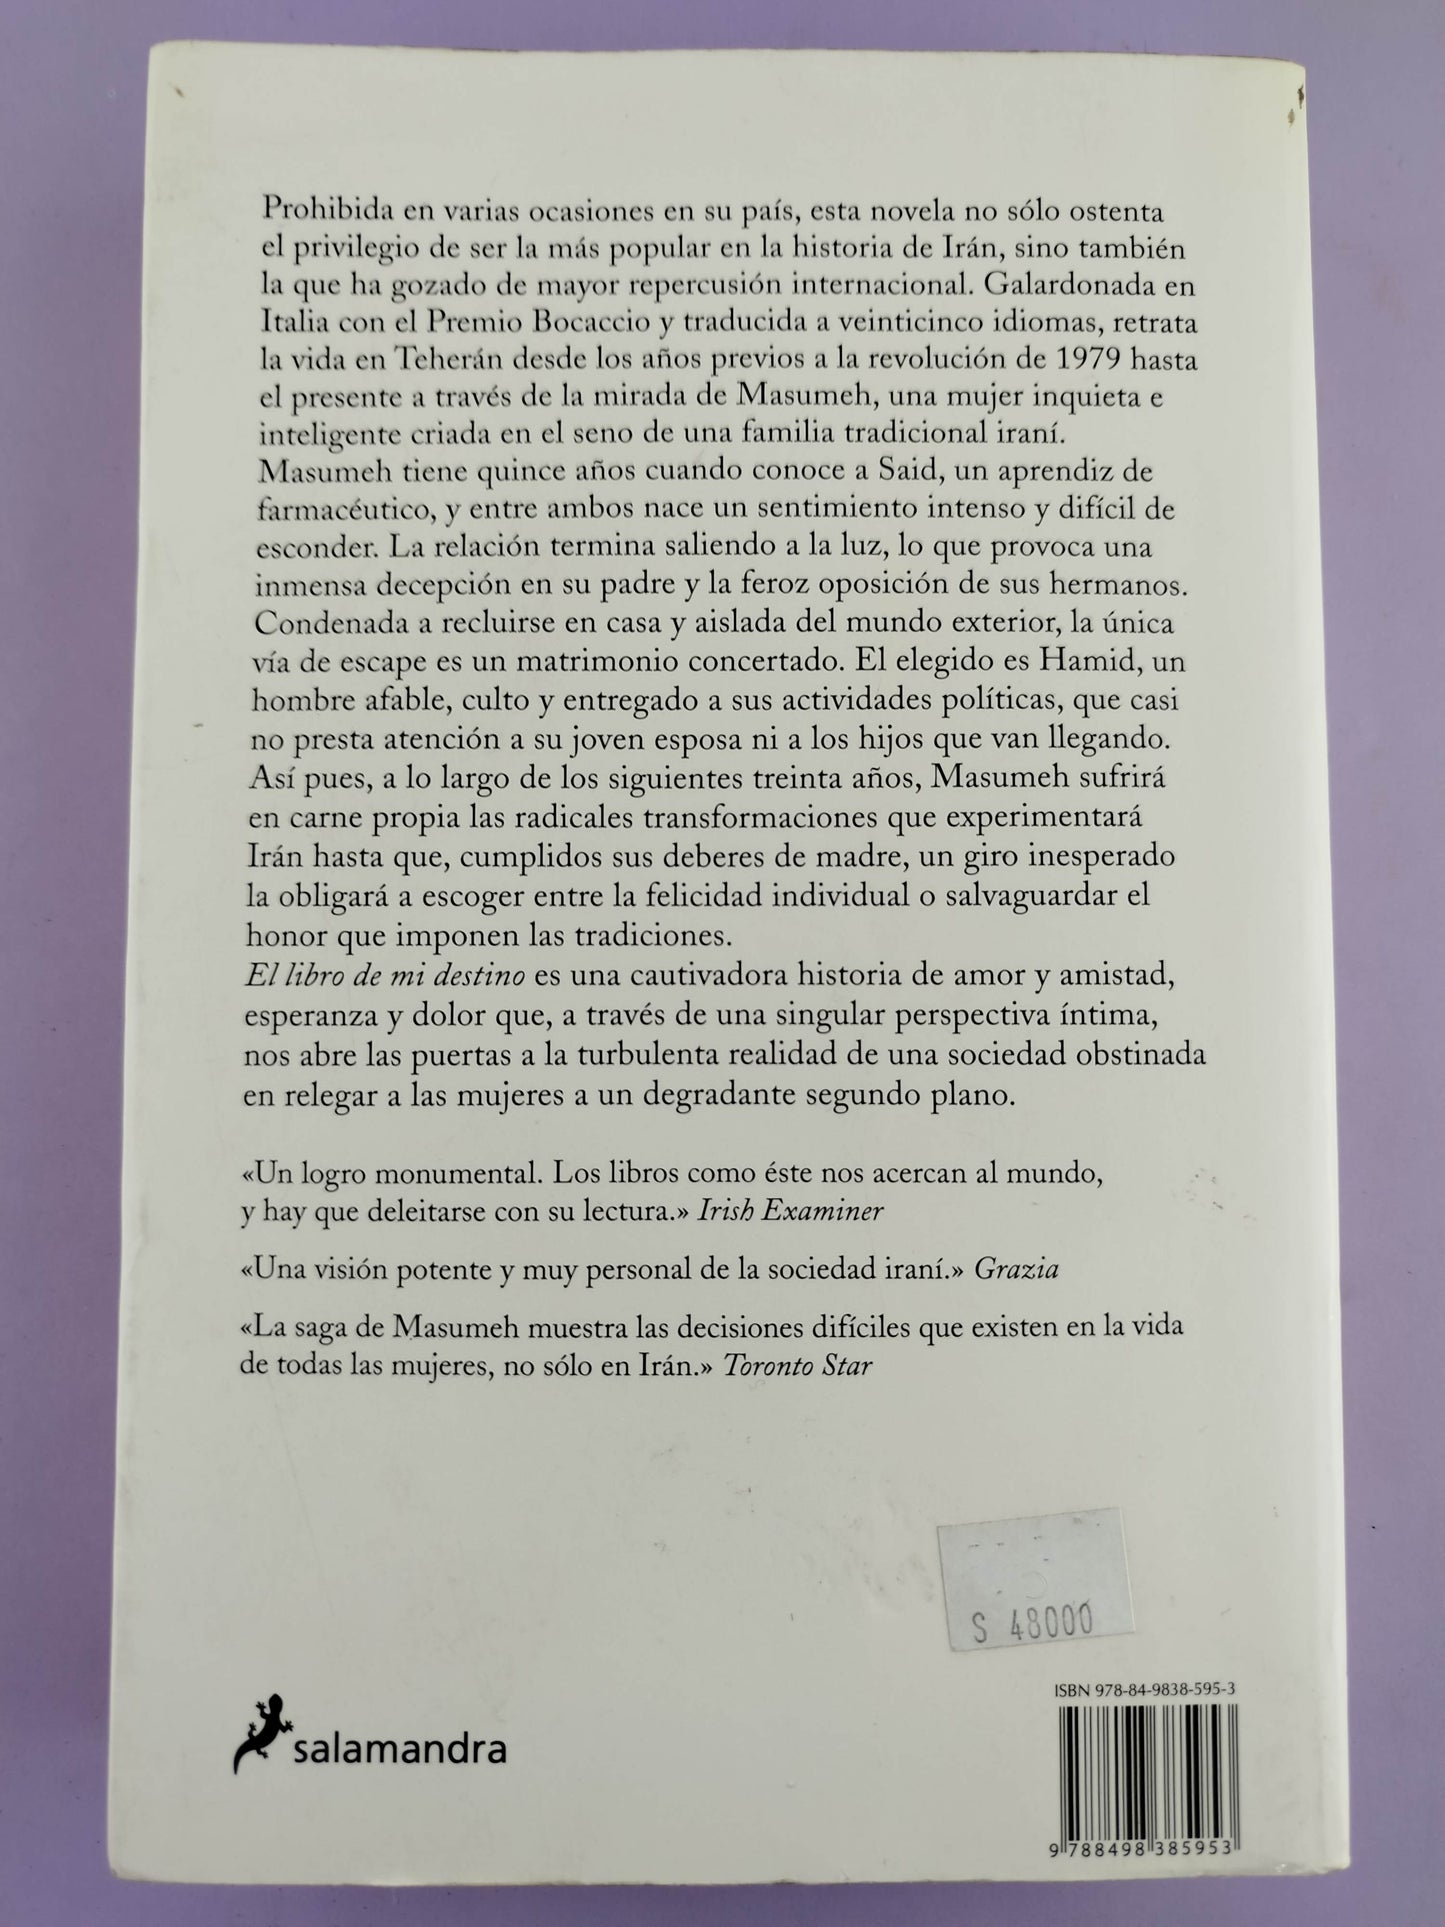 Prohibida en varias ocasiones en su país, esta novela no sólo ostenta
el privilegio de ser la más popular en la historia de Irán, sino también
la que ha gozado de mayor repercusión internacional. Galardonada en
Italia con el Premio Bocaccio y traducida a veinticinco idiomas, retrata
la vida en Teherán desde los años previos a la revolución de 1979 hasta
el presente a través de la mirada de Masumeh, una mujer inquieta e
inteligente criada en el seno de una familia tradicional iraní.
Masumeh tiene quince años cuando conoce a Said, un aprendiz de
farmacéutico, y entre ambos nace un sentimiento intenso y difícil de
esconder. La relación termina saliendo a la luz, lo que provoca una
inmensa decepción en su padre y la feroz oposición de sus hermanos.
Condenada a recluirse en casa y aislada del mundo exterior, la única
vía de escape es un matrimonio concertado. El elegido es Hamid, un
hombre afable, culto y entregado a sus actividades políticas, que casi
no presta atención a su joven esposa ni a los hijos que van llegando.
Así pues, a lo largo de los siguientes treinta años, Masumeh sufrirá
en carne propia las radicales transformaciones que experimentará
Irán hasta que, cumplidos sus deberes de madre, un giro inesperado
la obligará a escoger entre la felicidad individual o salvaguardar el
honor que imponen las tradiciones.
El libro de mi destino es una cautivadora historia de amor y amistad,
esperanza y dolor que, a través de una singular perspectiva íntima,
nos abre las puertas a la turbulenta realidad de una sociedad obstinada
en relegar a las mujeres a un degradante segundo plano.
«Un logro monumental. Los libros como éste nos acercan al mundo,
y hay que deleitarse con su lectura.» Irish Examiner
«Una visión potente y muy personal de la sociedad iraní.» Grazia
«La saga de Masumeh muestra las decisiones difíciles que existen en la vida
de todas las mujeres, no sólo en Irán.» Toronto Star
S 48000
salamandra
ISBN 978-84-9838-595-3
9 788498 385953